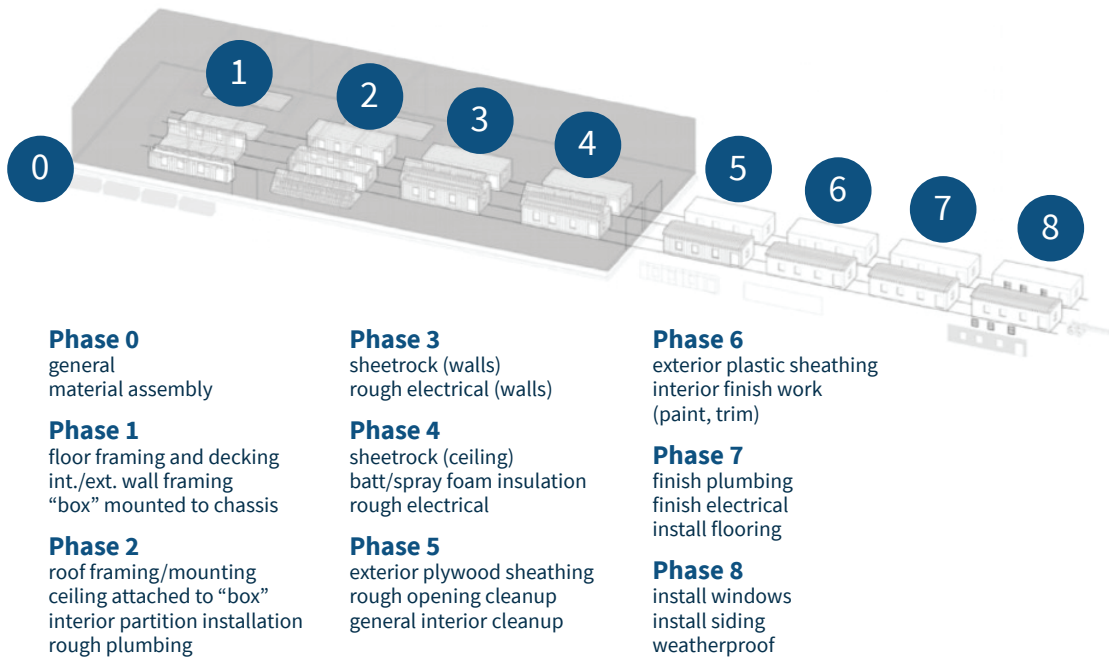 0
1
2
3
4
5
6
7
8
Phase 0
general
material assembly
Phase 1
floor framing and decking
int./ext. wall framing
“box” mounted to chassis
Phase 2
roof framing/mounting
ceiling attached to “box”
interior partition installation
rough plumbing
Phase 3
sheetrock (walls)
rough electrical (walls)
Phase 4
sheetrock (ceiling)
batt/spray foam insulation
rough electrical
Phase 5
exterior plywood sheathing
rough opening cleanup
general interior cleanup
Phase 6
exterior plastic sheathing
interior finish work
(paint, trim)
Phase 7
finish plumbing
finish electrical
install flooring
Phase 8
install windows
install siding
weatherproof